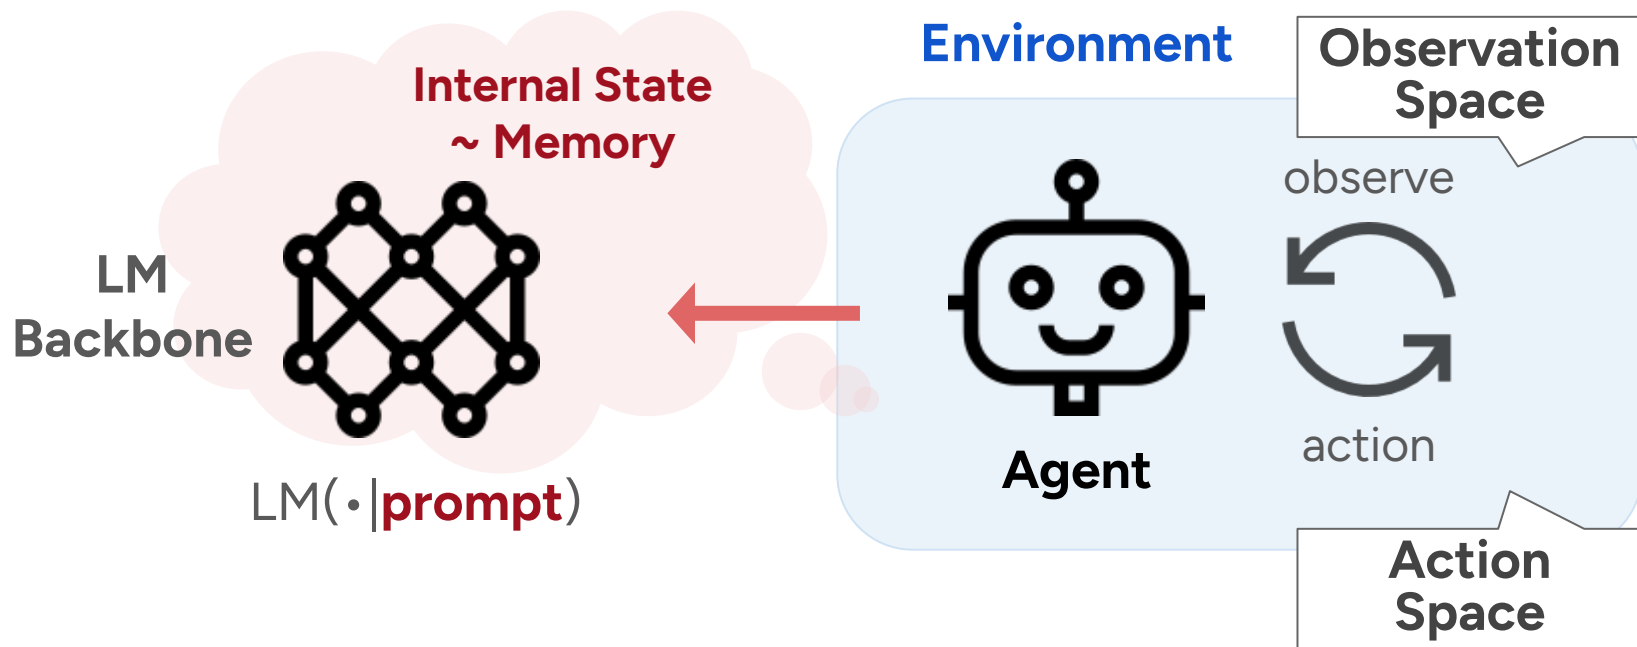 Internal State
~ Memory
LM
Backbone
LM(·|prompt)
Environment
Agent
Observation
Space
observe
action
Action
Space